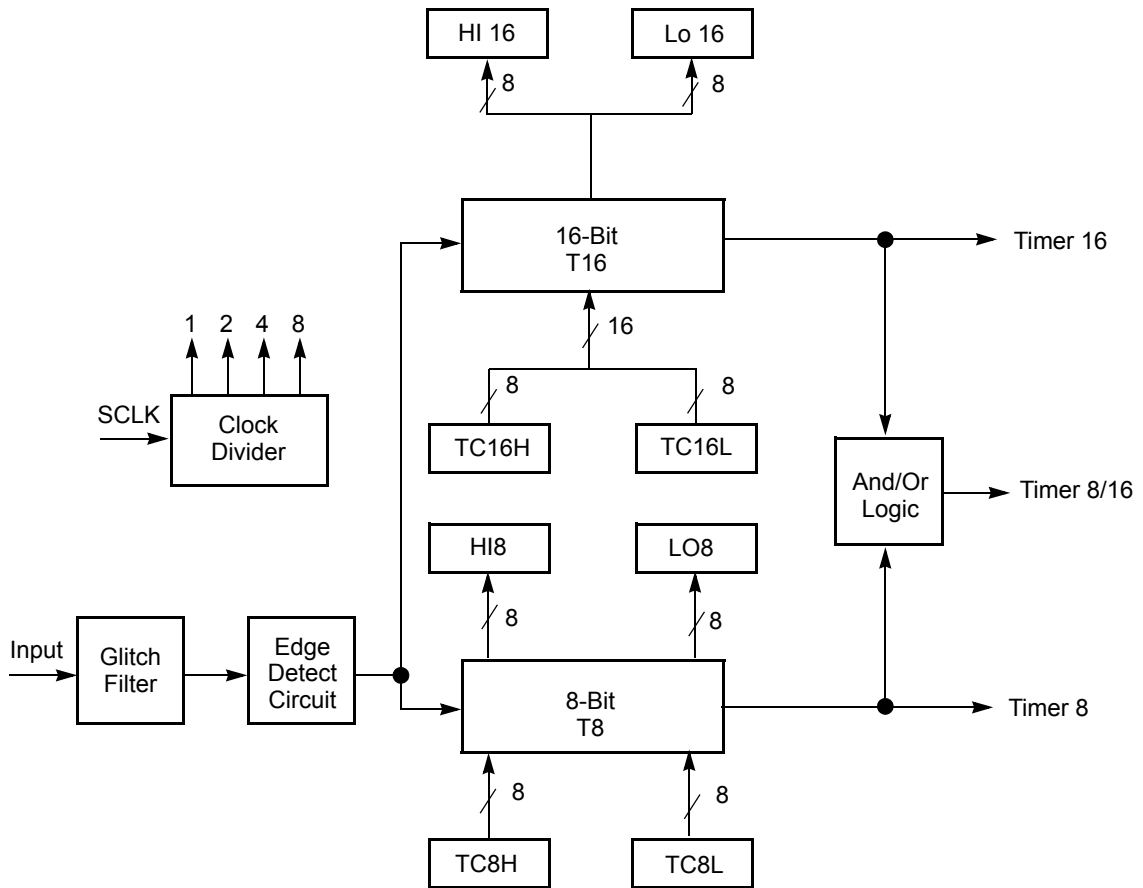 HI 16
Lo 16
8
8
16-Bit
T16
Timer 16
16
1 2 4 8
8
8
SCLK
Clock
Divider
TC16H
TC16L
And/Or
Logic
Timer 8/16
HI8
LO8
8
8
Input
Glitch
Filter
Edge
Detect
Circuit
8-Bit
T8
Timer 8
8
8
TC8H
TC8L